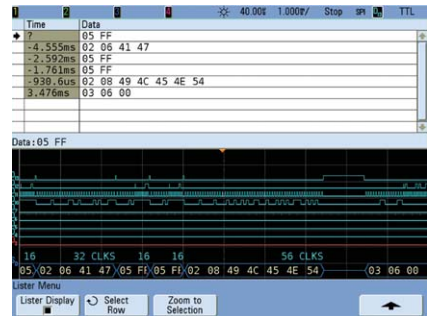 1 2 3 4 40.00s 1.000s/ Stop SPI TTL
Time Data
? 05 FF
-4.555ms 02 06 41 47
-2.592ms 05 FF
-1.761ms 05 FF
-930.6us 02 08 49 4C 45 4E 54
3.476ms 03 06 00
Data:05 FF
16 32 CLKS 16 16 56 CLKS
05 02 06 41 47 05 FF 05 FF 02 08 49 4C 45 4E 54 03 06 00
Lister Menu
Lister Display Select Row Zoom to Selection